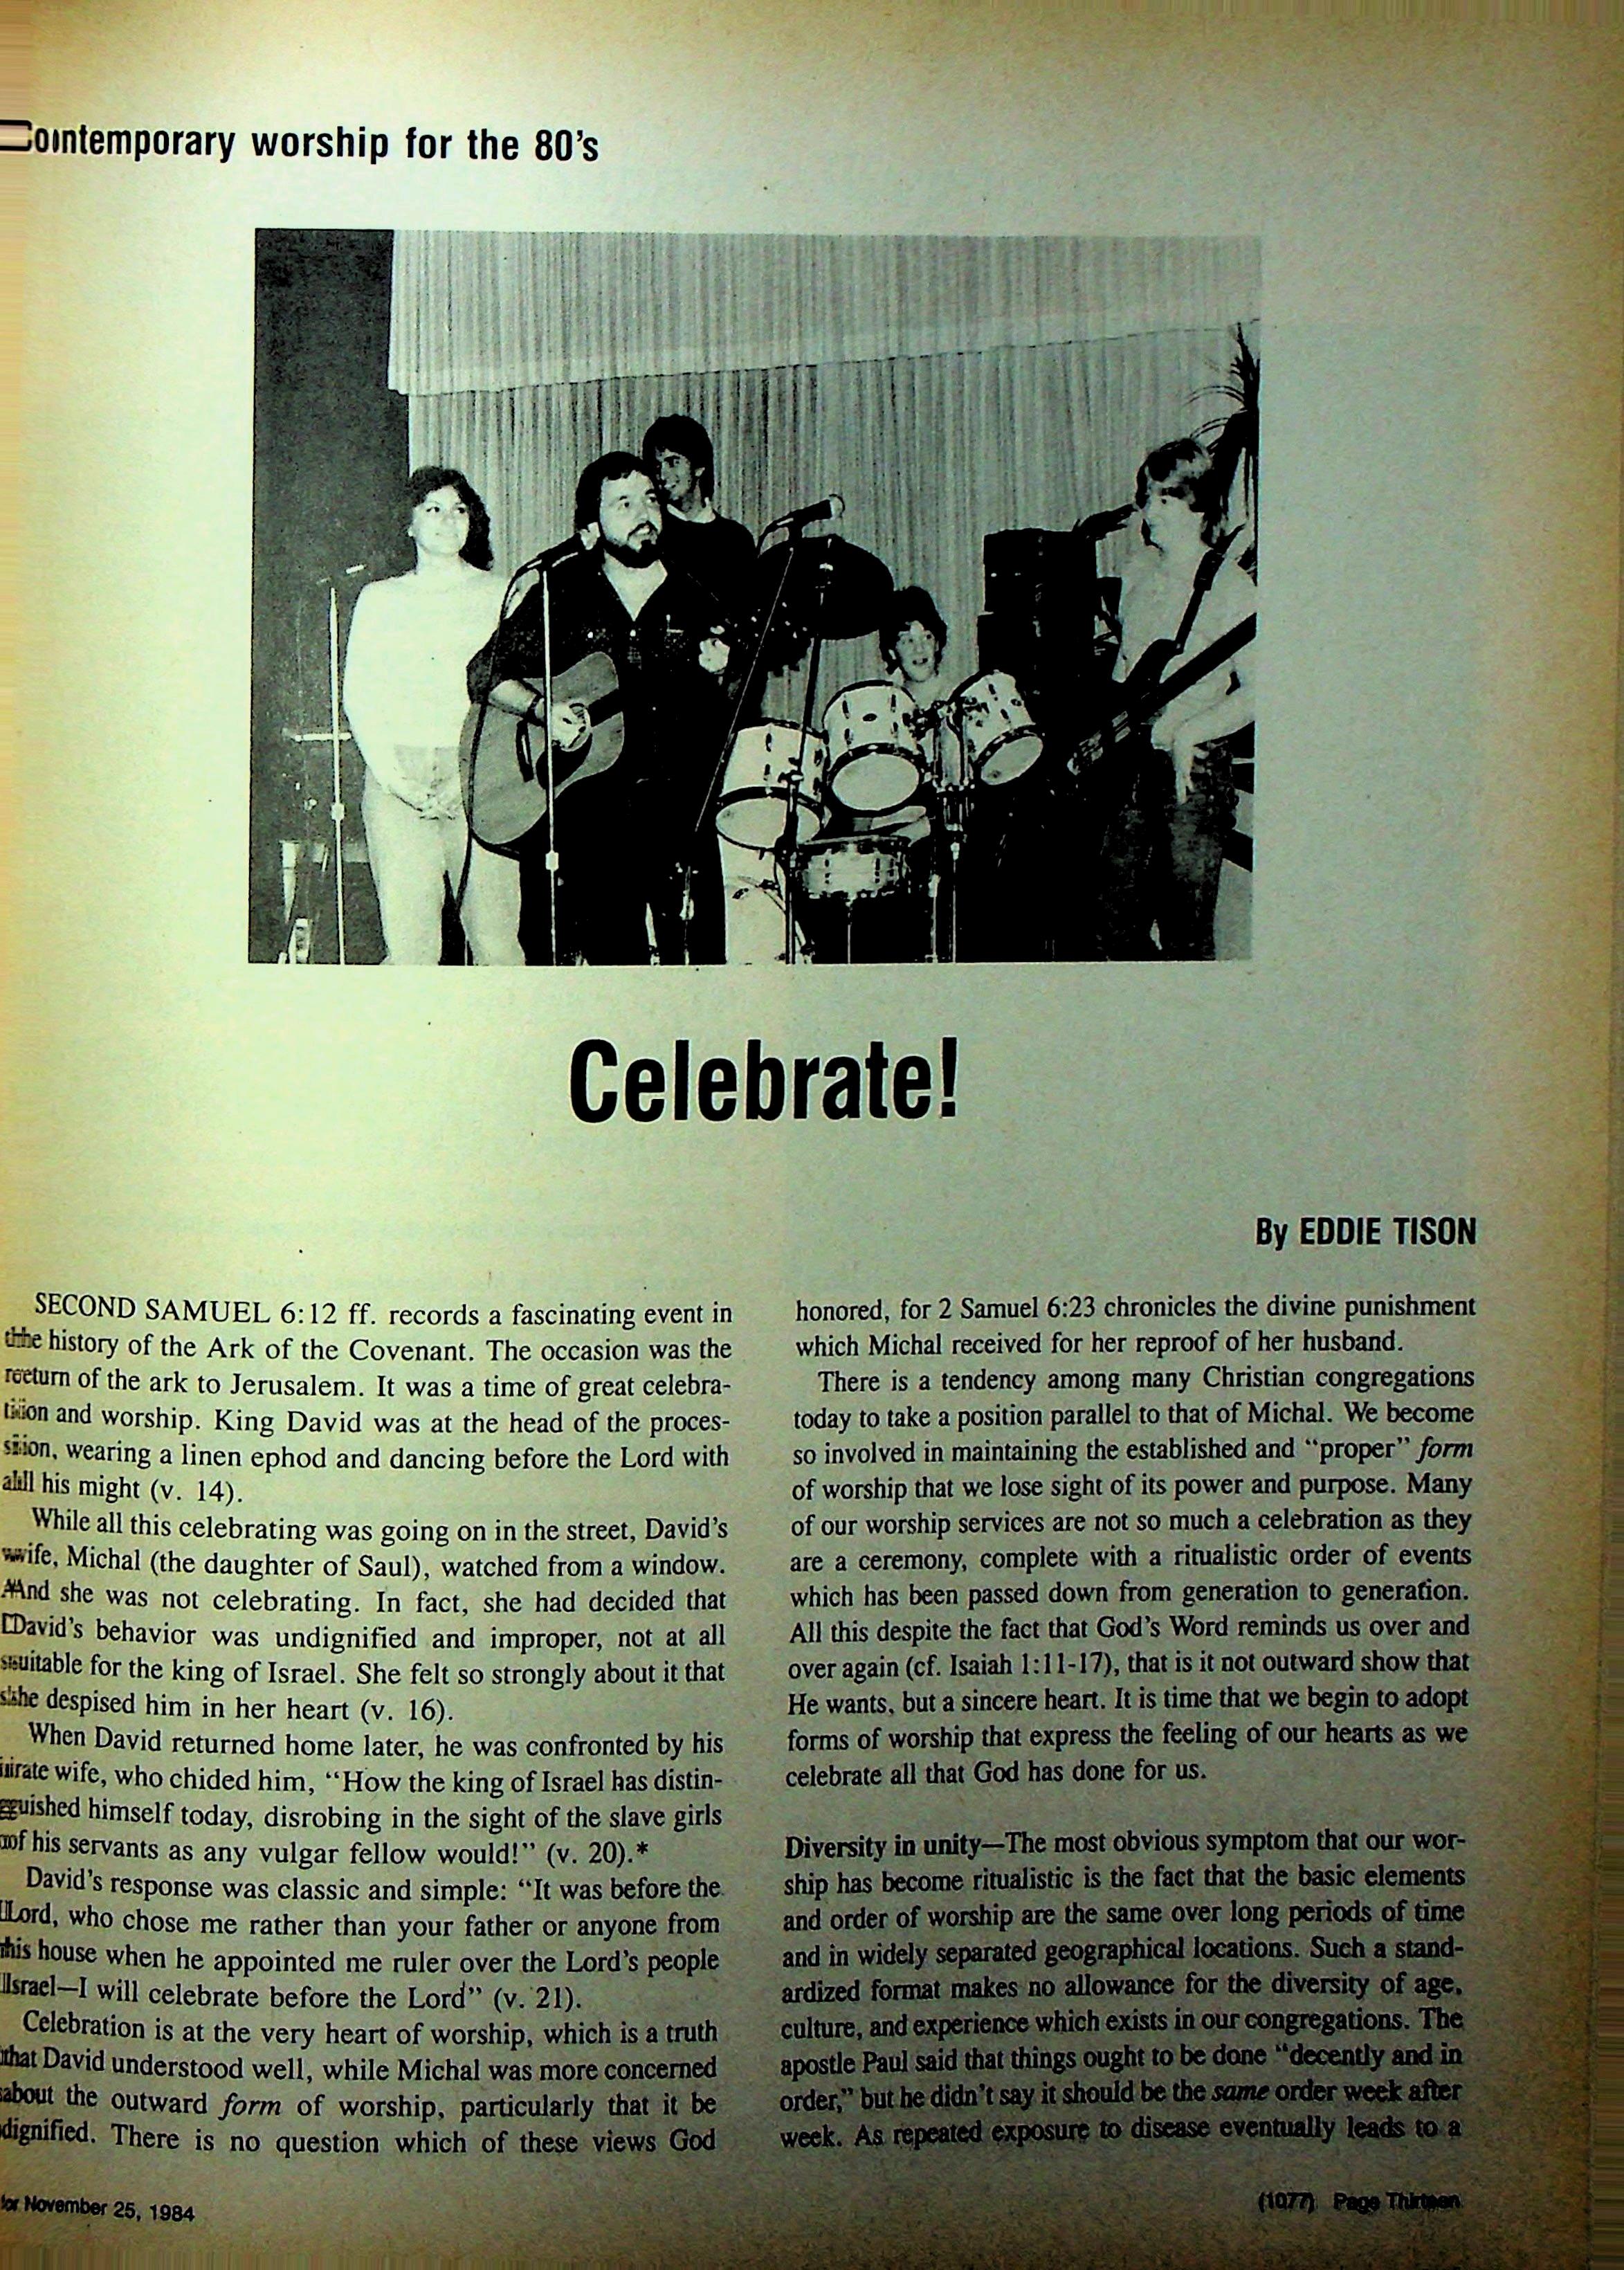 Contemporary worship for the 80's
Celebrate!
By EDDIE TISON
SECOND SAMUEL 6:12 ff. records a fascinating event in
the history of the Ark of the Covenant. The occasion was the
return of the ark to Jerusalem. It was a time of great celebra-
tion and worship. King David was at the head of the proces-
sion, wearing a linen ephod and dancing before the Lord with
all his might (v. 14).
While all this celebrating was going on in the street, David's
wife, Michal (the daughter of Saul), watched from a window.
And she was not celebrating. In fact, she had decided that
David's behavior was undignified and improper, not at all
suitable for the king of Israel. She felt so strongly about it that
she despised him in her heart (v. 16).
When David returned home later, he was confronted by his
irate wife, who chided him, "How the king of Israel has distin-
guished himself today, disrobing in the sight of the slave girls
of his servants as any vulgar fellow would!" (v. 20).*
David's response was classic and simple: "It was before the
Lord, who chose me rather than your father or anyone from
his house when he appointed me ruler over the Lord's people
Israel—I will celebrate before the Lord" (v. 21).
Celebration is at the very heart of worship, which is a truth
that David understood well, while Michal was more concerned
about the outward form of worship, particularly that it be
dignified. There is no question which of these views God
honored, for 2 Samuel 6:23 chronicles the divine punishment
which Michal received for her reproof of her husband.
There is a tendency among many Christian congregations
today to take a position parallel to that of Michal. We become
so involved in maintaining the established and "proper" form
of worship that we lose sight of its power and purpose. Many
of our worship services are not so much a celebration as they
are a ceremony, complete with a ritualistic order of events
which has been passed down from generation to generation.
All this despite the fact that God's Word reminds us over and
over again (cf. Isaiah 1:11-17), that is it not outward show that
He wants, but a sincere heart. It is time that we begin to adopt
forms of worship that express the feeling of our hearts as we
celebrate all that God has done for us.
Diversity in unity—The most obvious symptom that our wor-
ship has become ritualistic is the fact that the basic elements
and order of worship are the same over long periods of time
and in widely separated geographical locations. Such a stand-
ardized format makes no allowance for the diversity of age,
culture, and experience which exists in our congregations. The
apostle Paul said that things ought to be done "decently and in
order," but he didn't say it should be the same order week after
week. As repeated exposure to disease eventually leads to a
for November 25, 1984
(1077) Page Thirteen